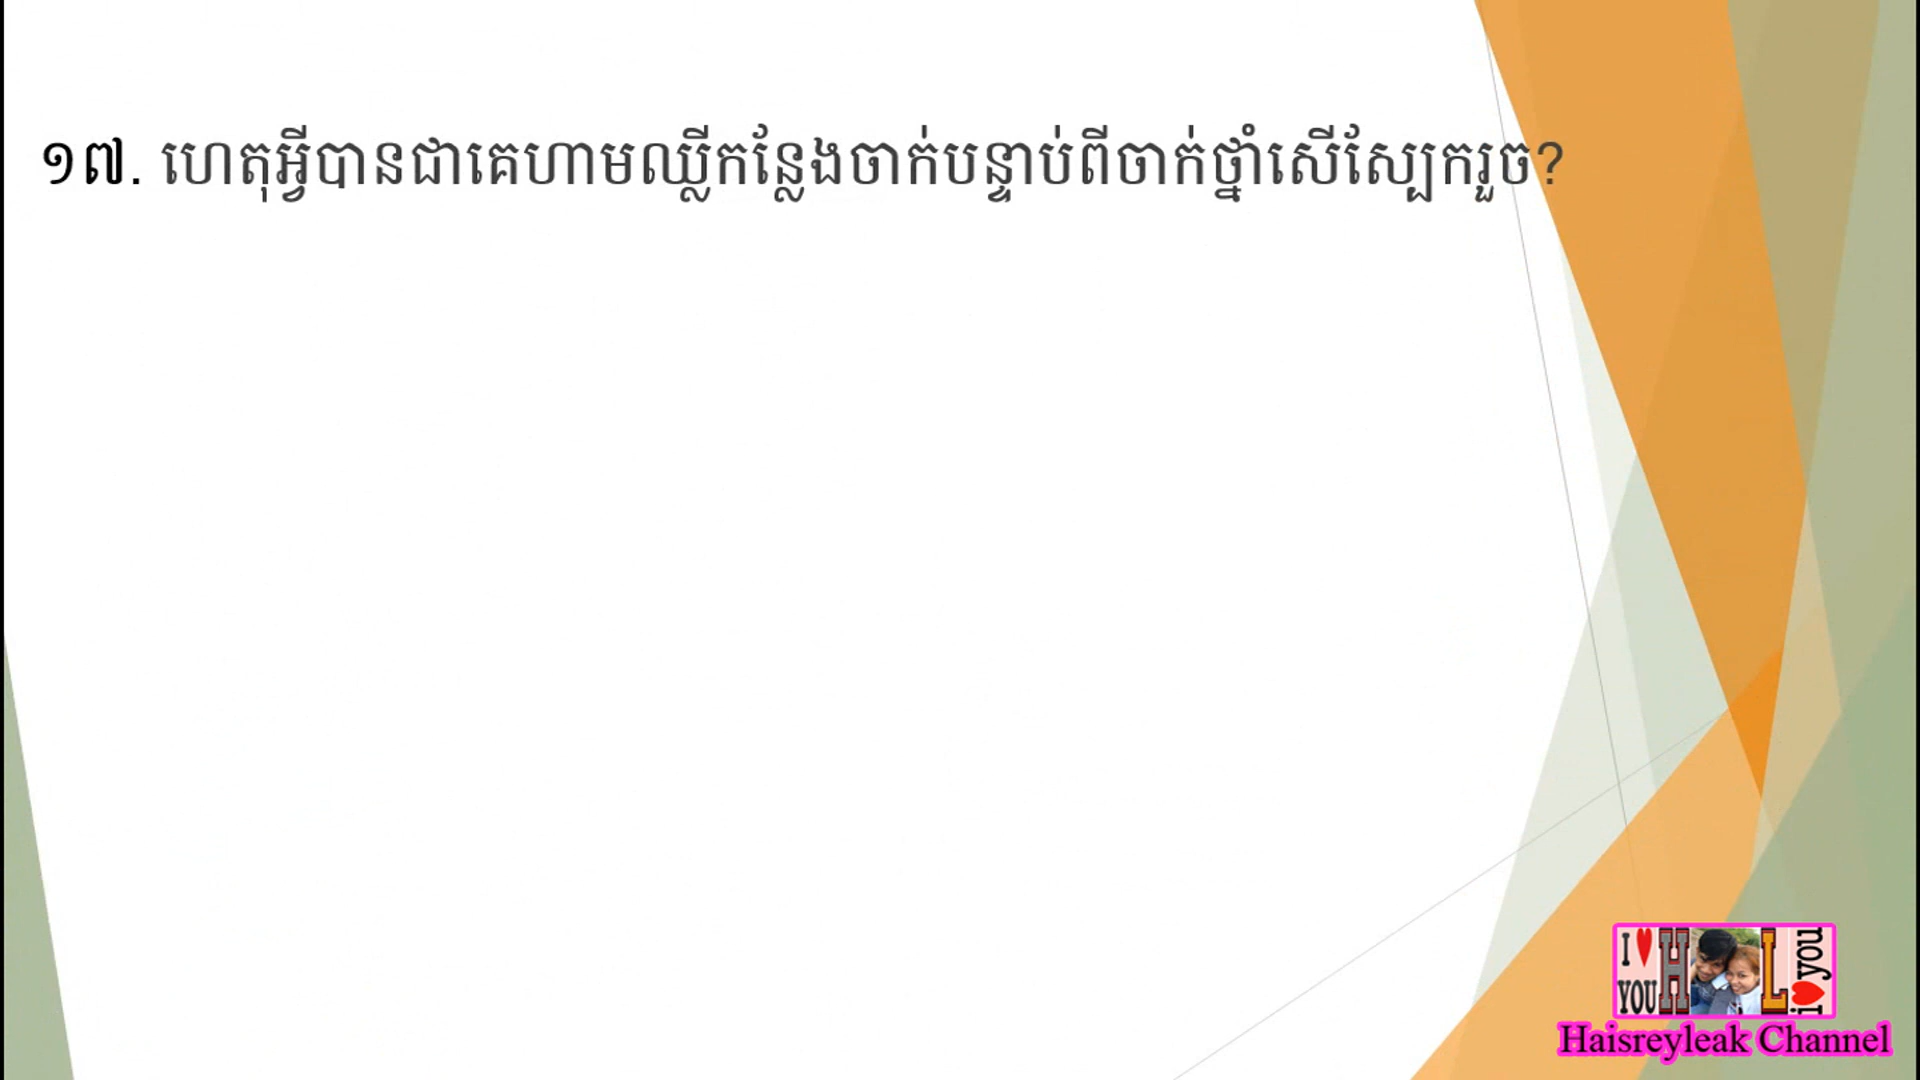 ១៧. ហេតុអ្វីបានជាគេហាមឈ្លីកន្លែងចាក់បន្ទាប់ពីចាក់ថ្នាំសើស្បែករួច?
I ♥ YOU H L i ♥ you
Haisreyleak Channel